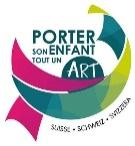 PORTER
SON ENFANT
TOUT UN
ART
SUISSE • SCHWEIZ • SVIZZERA